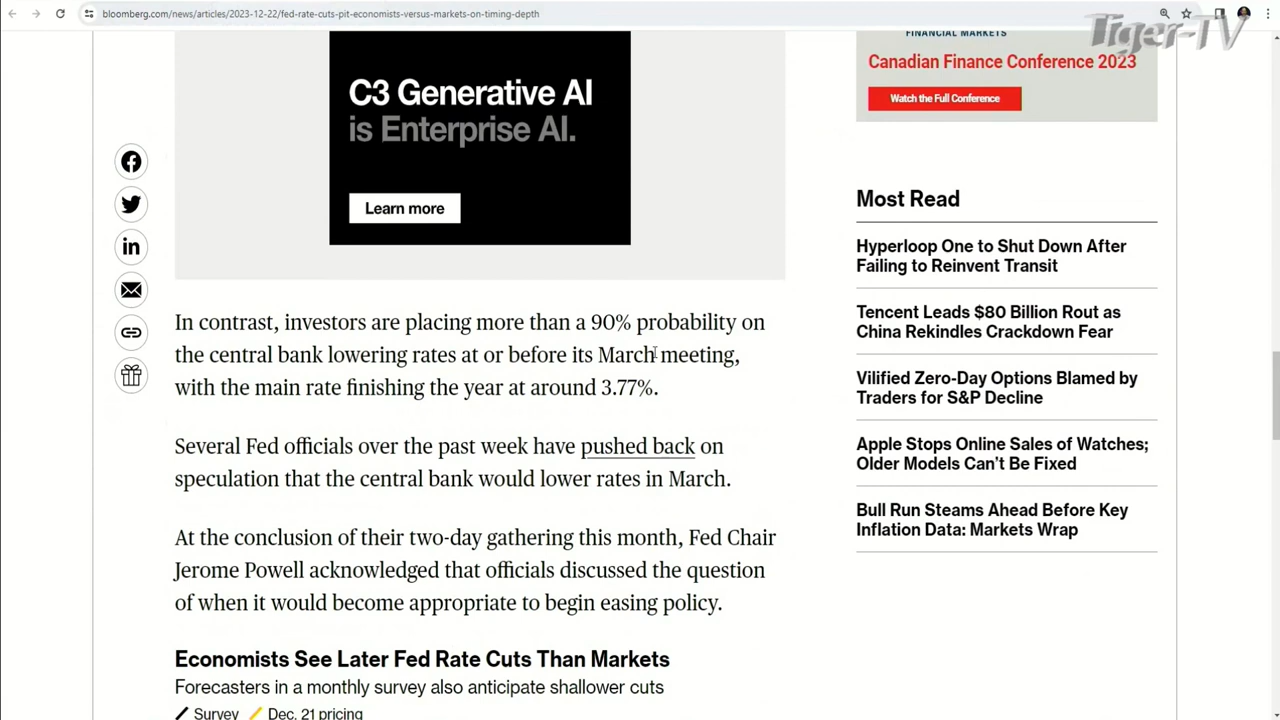 bloomberg.com/news/articles/2023-12-22/fed-rate-cuts-pit-economists-versus-markets-on-timing-depth
Tiger-TV
C3 Generative AI
is Enterprise AI.
Learn more
FINANCIAL MARKETS
Canadian Finance Conference 2023
Watch the Full Conference
In contrast, investors are placing more than a 90% probability on
the central bank lowering rates at or before its March meeting,
with the main rate finishing the year at around 3.77%.
Several Fed officials over the past week have pushed back on
speculation that the central bank would lower rates in March.
At the conclusion of their two-day gathering this month, Fed Chair
Jerome Powell acknowledged that officials discussed the question
of when it would become appropriate to begin easing policy.
Economists See Later Fed Rate Cuts Than Markets
Forecasters in a monthly survey also anticipate shallower cuts
Survey Dec. 21 pricing
Most Read
Hyperloop One to Shut Down After
Failing to Reinvent Transit
Tencent Leads $80 Billion Rout as
China Rekindles Crackdown Fear
Vilified Zero-Day Options Blamed by
Traders for S&P Decline
Apple Stops Online Sales of Watches;
Older Models Can't Be Fixed
Bull Run Steams Ahead Before Key
Inflation Data: Markets Wrap